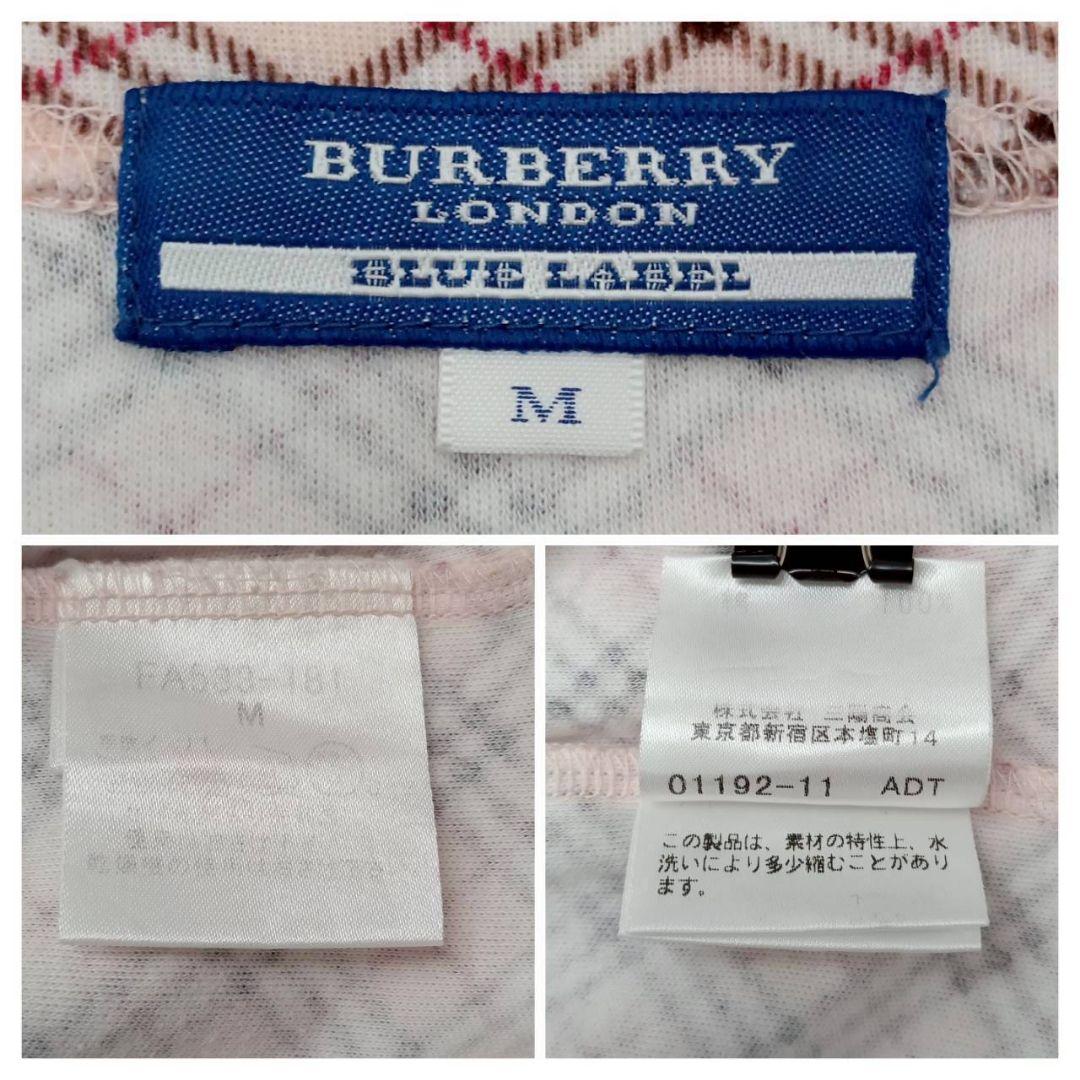 BURBERRY
LONDON
BLUE LABEL
M
M
株式会社 三陽商会
東京都新宿区本塩町14
01192-11 ADT
この製品は、素材の特性上、水
洗いにより多少縮むことがあり
ます。